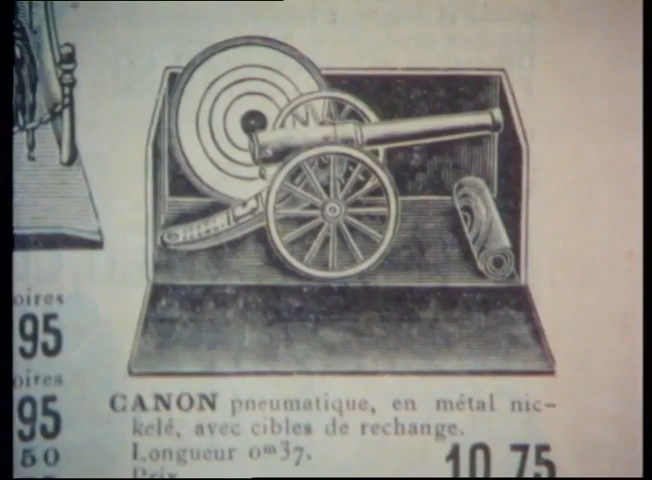 oires
95
oires
95
50
CANON pneumatique, en métal nic-
kelé, avec cibles de rechange.
Longueur 0ᵐ37.
Prix
10.75